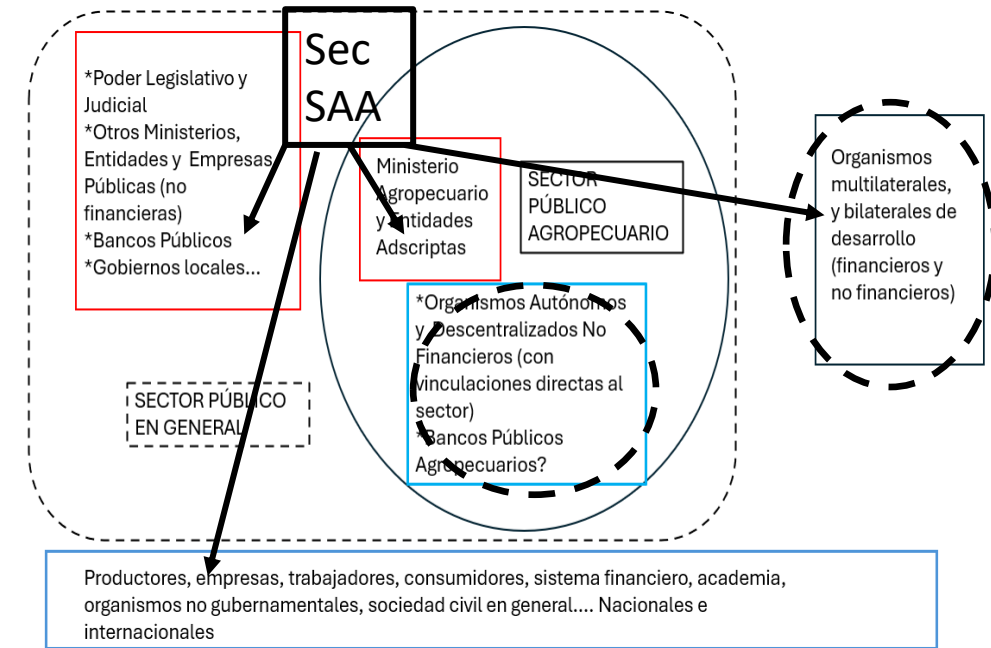 Sec
SAA
*Poder Legislativo y
Judicial
*Otros Ministerios,
Entidades y Empresas
Públicas (no
financieras)
*Bancos Públicos
*Gobiernos locales...
Ministerio
Agropecuario
y Entidades
Adscriptas
SECTOR
PÚBLICO
AGROPECUARIO
Organismos
multilaterales,
y bilaterales de
desarrollo
(financieros y
no financieros)
*Organismos Autónomos
y Descentralizados No
Financieros (con
vinculaciones directas al
sector)
*Bancos Públicos
Agropecuarios?
SECTOR PÚBLICO
EN GENERAL
Productores, empresas, trabajadores, consumidores, sistema financiero, academia,
organismos no gubernamentales, sociedad civil en general.... Nacionales e
internacionales